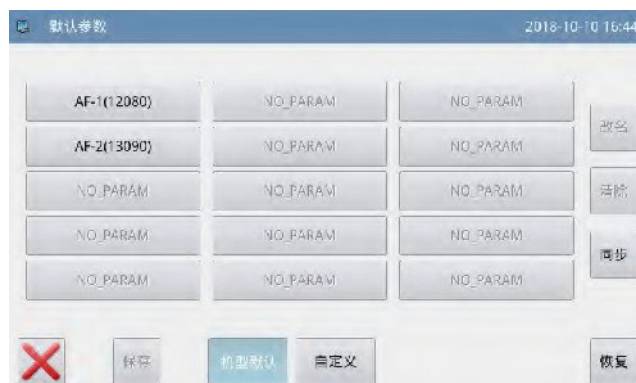 默认参数 2018-10-10 16:44
AF-1(12080) NO_PARAM NO_PARAM
改名
AF-2(13090) NO_PARAM NO_PARAM
NO_PARAM NO_PARAM NO_PARAM
清除
NO_PARAM NO_PARAM NO_PARAM
同步
NO_PARAM NO_PARAM NO_PARAM
保存 机型默认 自定义 恢复